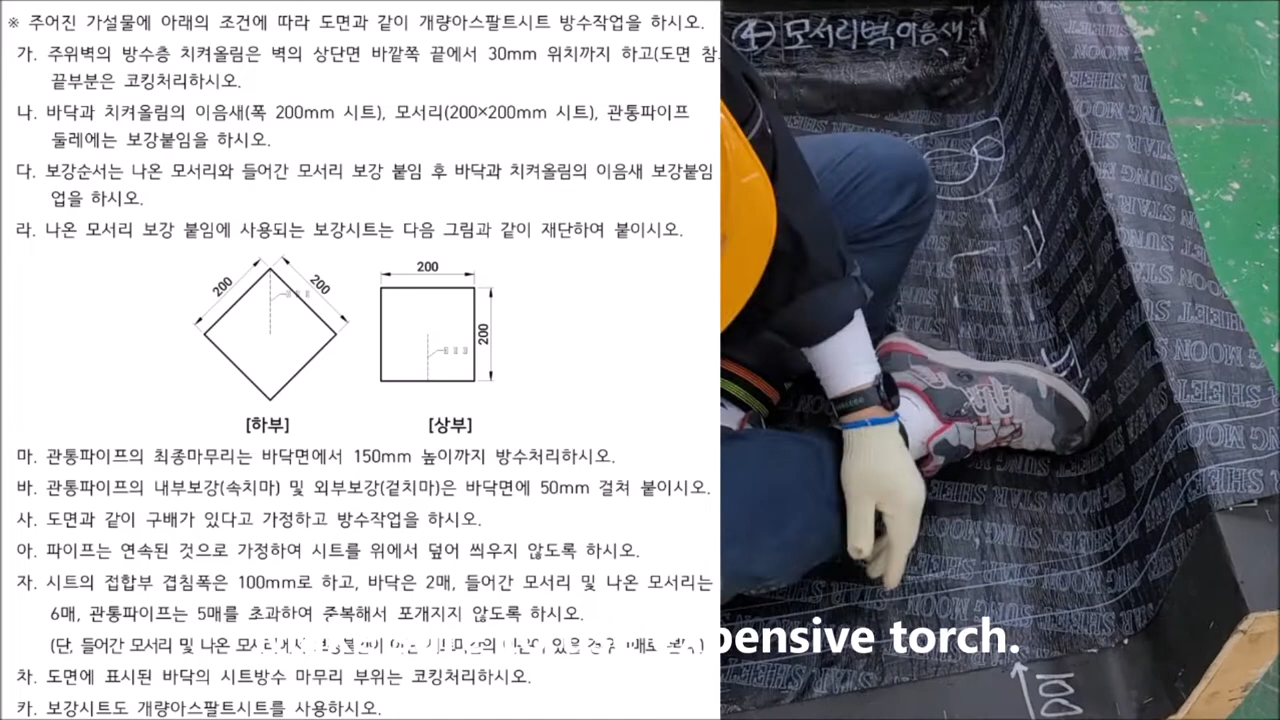 ※ 주어진 가설물에 아래의 조건에 따라 도면과 같이 개량아스팔트시트 방수작업을 하시오.
가. 주위벽의 방수층 치켜올림은 벽의 상단면 바깥쪽 끝에서 30mm 위치까지 하고(도면 참.
끝부분은 코킹처리하시오.
나. 바닥과 치켜올림의 이음새(폭 200mm 시트), 모서리(200×200mm 시트), 관통파이프
둘레에는 보강붙임을 하시오.
다. 보강순서는 나온 모서리와 들어간 모서리 보강 붙임 후 바닥과 치켜올림의 이음새 보강붙임
업을 하시오.
라. 나온 모서리 보강 붙임에 사용되는 보강시트는 다음 그림과 같이 재단하여 붙이시오.
200 200 200
200
[하부] [상부]
마. 관통파이프의 최종마무리는 바닥면에서 150mm 높이까지 방수처리하시오.
바. 관통파이프의 내부보강(속치마) 및 외부보강(겉치마)은 바닥면에 50mm 걸쳐 붙이시오.
사. 도면과 같이 구배가 있다고 가정하고 방수작업을 하시오.
아. 파이프는 연속된 것으로 가정하여 시트를 위에서 덮어 씌우지 않도록 하시오.
자. 시트의 접합부 겹침폭은 100mm로 하고, 바닥은 2매, 들어간 모서리 및 나온 모서리는
6매, 관통파이프는 5매를 초과하여 중복해서 포개지지 않도록 하시오.
(단, 들어간 모서리 및 나온
차. 도면에 표시된 바닥의 시트방수 마무리 부위는 코킹처리하시오.
카. 보강시트도 개량아스팔트시트를 사용하시오.
④ 모서리벽이음새
pensive torch.
MOON STAR SHEET SUNG MOON
100